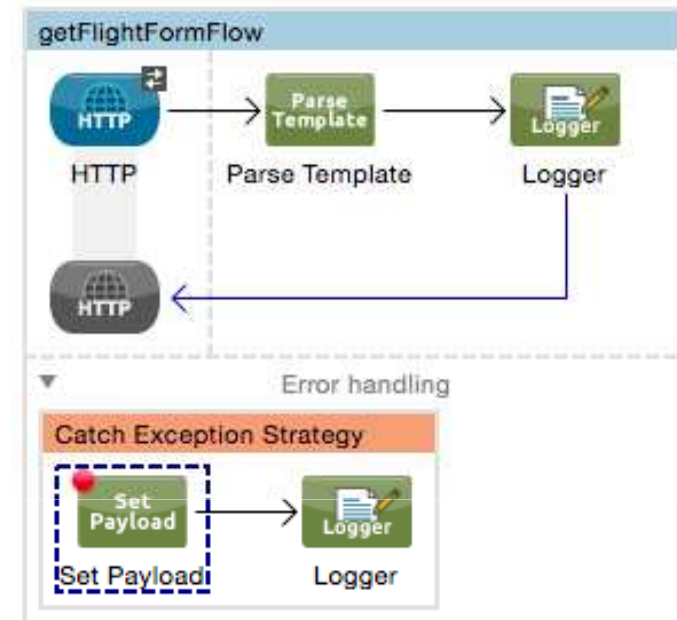 getFlightFormFlow
HTTP
Parse
Template
Logger
HTTP
Parse Template
Logger
HTTP
Error handling
Catch Exception Strategy
Set
Payload
Logger
Set Payload
Logger